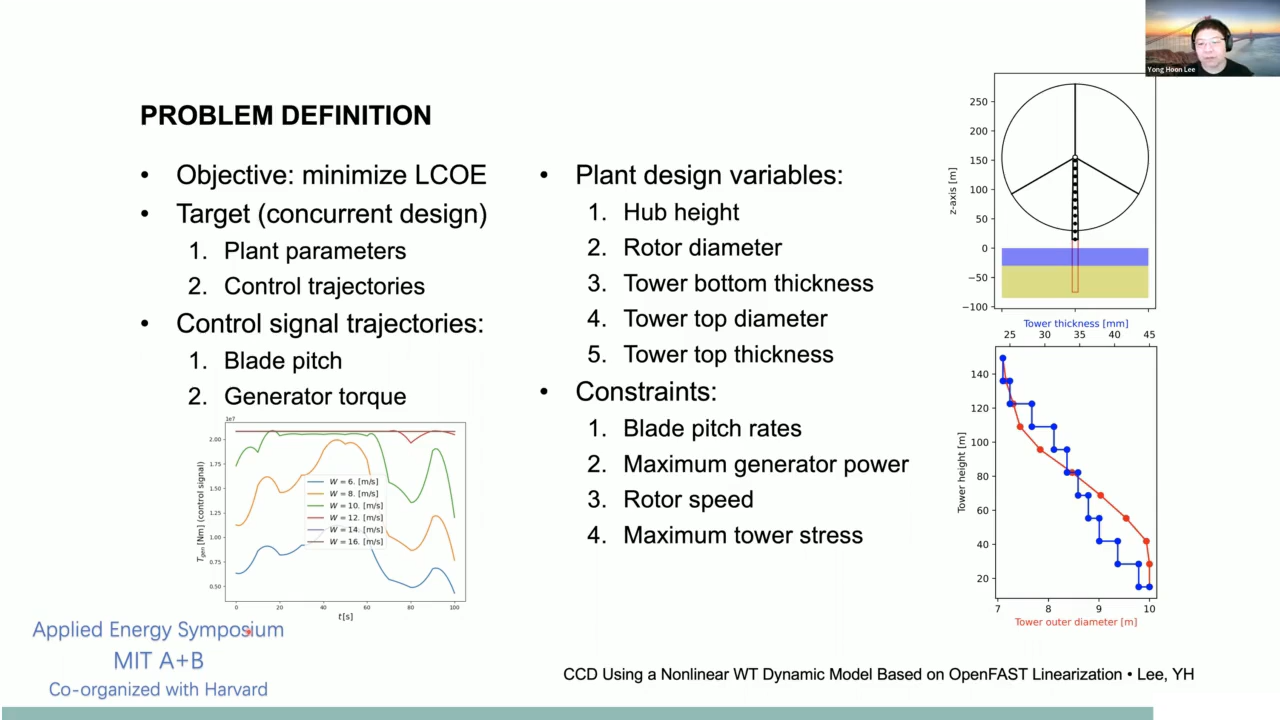 Yong Hoon Lee
PROBLEM DEFINITION
• Objective: minimize LCOE
• Target (concurrent design)
1. Plant parameters
2. Control trajectories
• Control signal trajectories:
1. Blade pitch
2. Generator torque
1e7
2.00
1.75
1.50
1.25
1.00
0.75
0.50
T_gen [Nm] (control signal)
W = 6. [m/s]
W = 8. [m/s]
W = 10. [m/s]
W = 12. [m/s]
W = 14. [m/s]
W = 16. [m/s]
0 20 40 60 80 100
t [s]
• Plant design variables:
1. Hub height
2. Rotor diameter
3. Tower bottom thickness
4. Tower top diameter
5. Tower top thickness
• Constraints:
1. Blade pitch rates
2. Maximum generator power
3. Rotor speed
4. Maximum tower stress
z-axis [m]
250
200
150
100
50
0
−50
−100
Tower thickness [mm]
25 30 35 40 45
Tower height [m]
140
120
100
80
60
40
20
7 8 9 10
Tower outer diameter [m]
Applied Energy Symposium
MIT A+B
Co-organized with Harvard
CCD Using a Nonlinear WT Dynamic Model Based on OpenFAST Linearization • Lee, YH